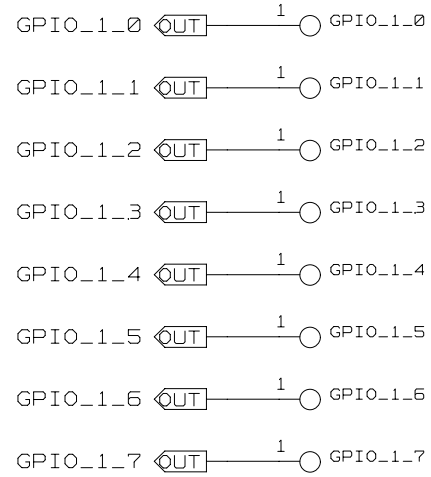 GPIO_1_0 OUT 1 GPIO_1_0
GPIO_1_1 OUT 1 GPIO_1_1
GPIO_1_2 OUT 1 GPIO_1_2
GPIO_1_3 OUT 1 GPIO_1_3
GPIO_1_4 OUT 1 GPIO_1_4
GPIO_1_5 OUT 1 GPIO_1_5
GPIO_1_6 OUT 1 GPIO_1_6
GPIO_1_7 OUT 1 GPIO_1_7